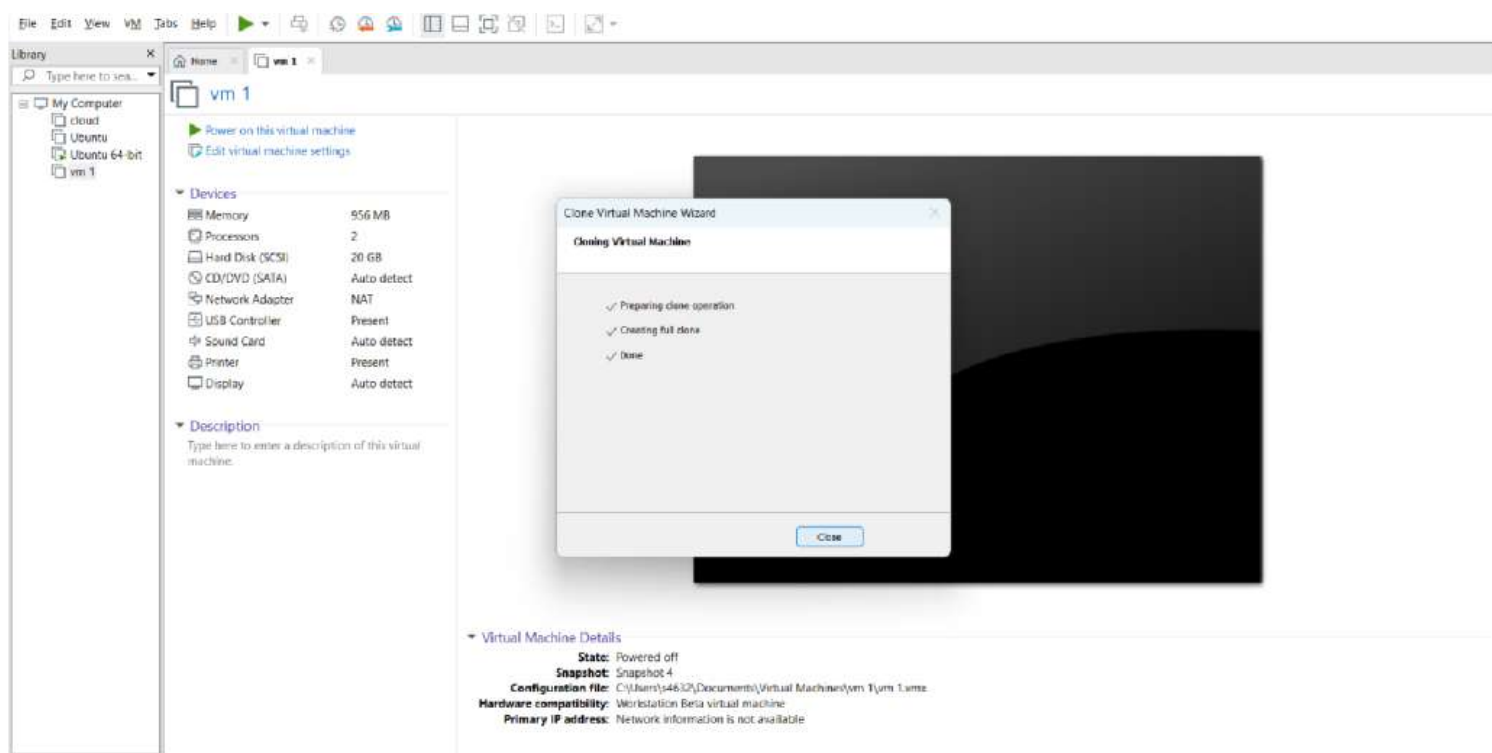 File Edit View VM Tabs Help
Library
Type here to sea...
My Computer
cloud
Ubuntu
Ubuntu 64-bit
vm 1
Home vm 1
vm 1
Power on this virtual machine
Edit virtual machine settings
Devices
Memory 956 MB
Processors 2
Hard Disk (SCSI) 20 GB
CD/DVD (SATA) Auto detect
Network Adapter NAT
USB Controller Present
Sound Card Auto detect
Printer Present
Display Auto detect
Description
Type here to enter a description of this virtual
machine.
Clone Virtual Machine Wizard
Cloning Virtual Machine
Preparing clone operation
Creating full clone
Done
Close
Virtual Machine Details
State: Powered off
Snapshot: Snapshot 4
Configuration file: C:\Users\s4632\Documents\Virtual Machines\vm 1\vm 1.vmx
Hardware compatibility: Workstation Beta virtual machine
Primary IP address: Network information is not available